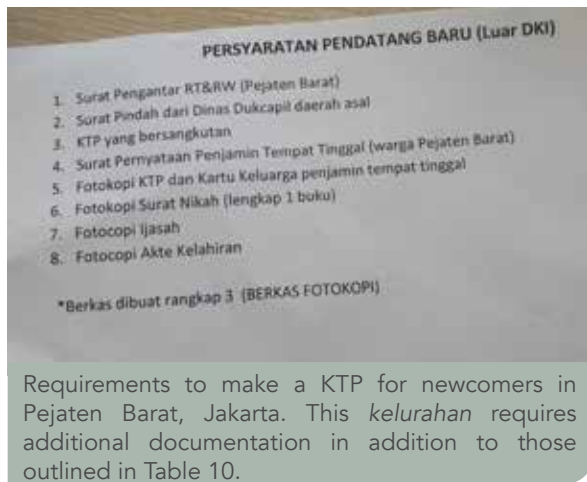 PERSYARATAN PENDATANG BARU (Luar DKI)
1. Surat Pengantar RT&RW (Pejaten Barat)
2. Surat Pindah dari Dinas Dukcapil daerah asal
3. KTP yang bersangkutan
4. Surat Pernyataan Penjamin Tempat Tinggal (warga Pejaten Barat)
5. Fotokopi KTP dan Kartu Keluarga penjamin tempat tinggal
6. Fotokopi Surat Nikah (lengkap 1 buku)
7. Fotocopi Ijasah
8. Fotocopi Akte Kelahiran
*Berkas dibuat rangkap 3 (BERKAS FOTOKOPI)
Requirements to make a KTP for newcomers in
Pejaten Barat, Jakarta. This kelurahan requires
additional documentation in addition to those
outlined in Table 10.